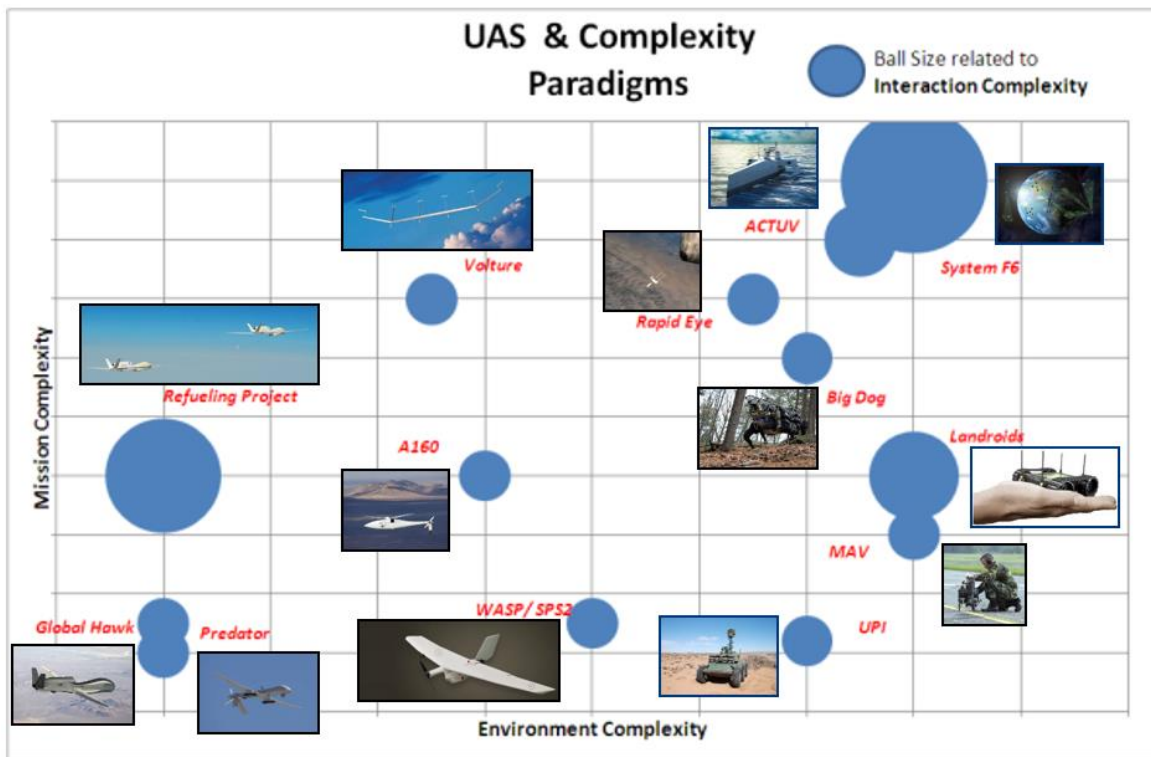 UAS & Complexity
Paradigms
Ball Size related to
Interaction Complexity
ACTUV
Volture
System F6
Rapid Eye
Refueling Project
Big Dog
A160
Landroids
Mission Complexity
MAV
WASP/ SPS2
Global Hawk
Predator
UPI
Environment Complexity